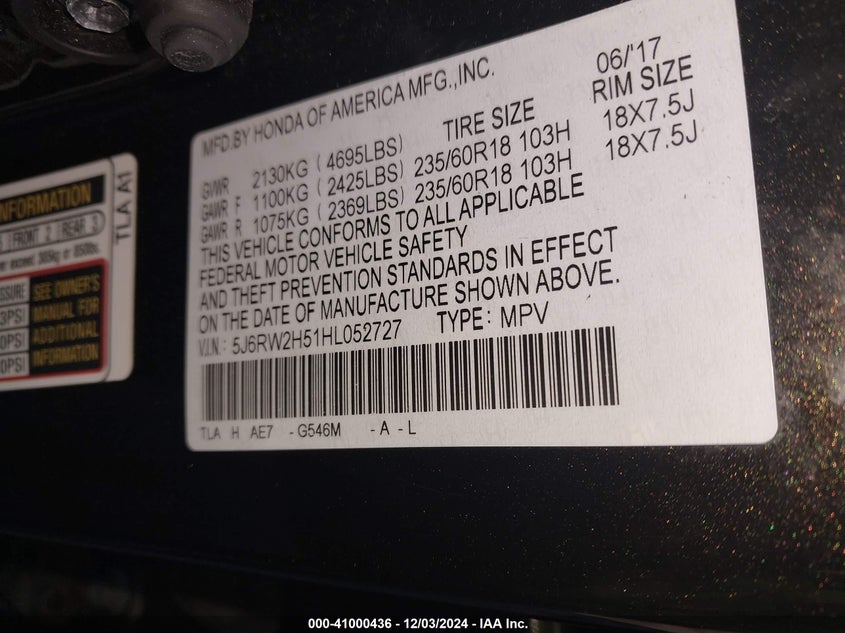 MFD.BY HONDA OF AMERICA MFG.,INC. 06/'17
TIRE SIZE RIM SIZE
GVWR 2130KG (4695LBS)
GAWR F 1100KG (2425LBS) 235/60R18 103H 18X7.5J
GAWR R 1075KG (2369LBS) 235/60R18 103H 18X7.5J
THIS VEHICLE CONFORMS TO ALL APPLICABLE
FEDERAL MOTOR VEHICLE SAFETY
AND THEFT PREVENTION STANDARDS IN EFFECT
ON THE DATE OF MANUFACTURE SHOWN ABOVE.
V.I.N.: 5J6RW2H51HL052727 TYPE: MPV
TLA H AE7 -G546M -A -L
TLA A1
FRONT 2 REAR 3
SEE OWNER'S
MANUAL FOR
ADDITIONAL
INFORMATION
000-41000436 - 12/03/2024 - IAA Inc.